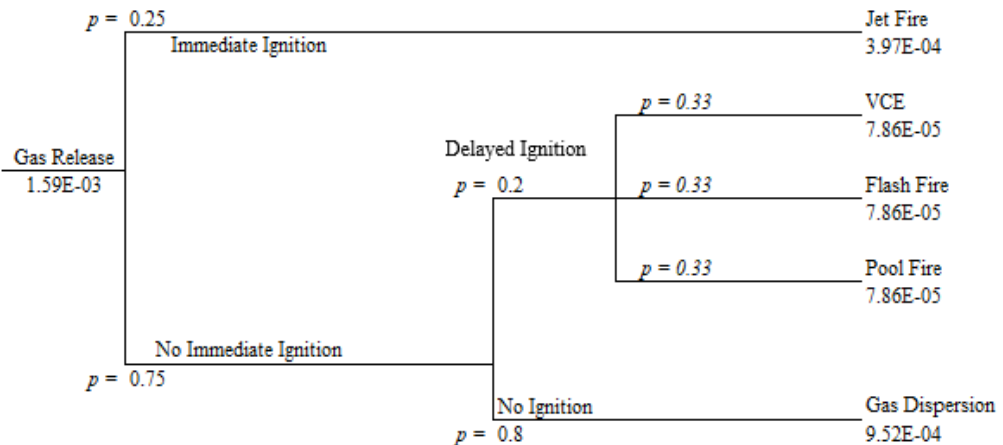 p = 0.25
Jet Fire
Immediate Ignition
3.97E-04
p = 0.33
VCE
7.86E-05
Delayed Ignition
Gas Release
1.59E-03
p = 0.2
p = 0.33
Flash Fire
7.86E-05
p = 0.33
Pool Fire
7.86E-05
No Immediate Ignition
p = 0.75
No Ignition
Gas Dispersion
p = 0.8
9.52E-04